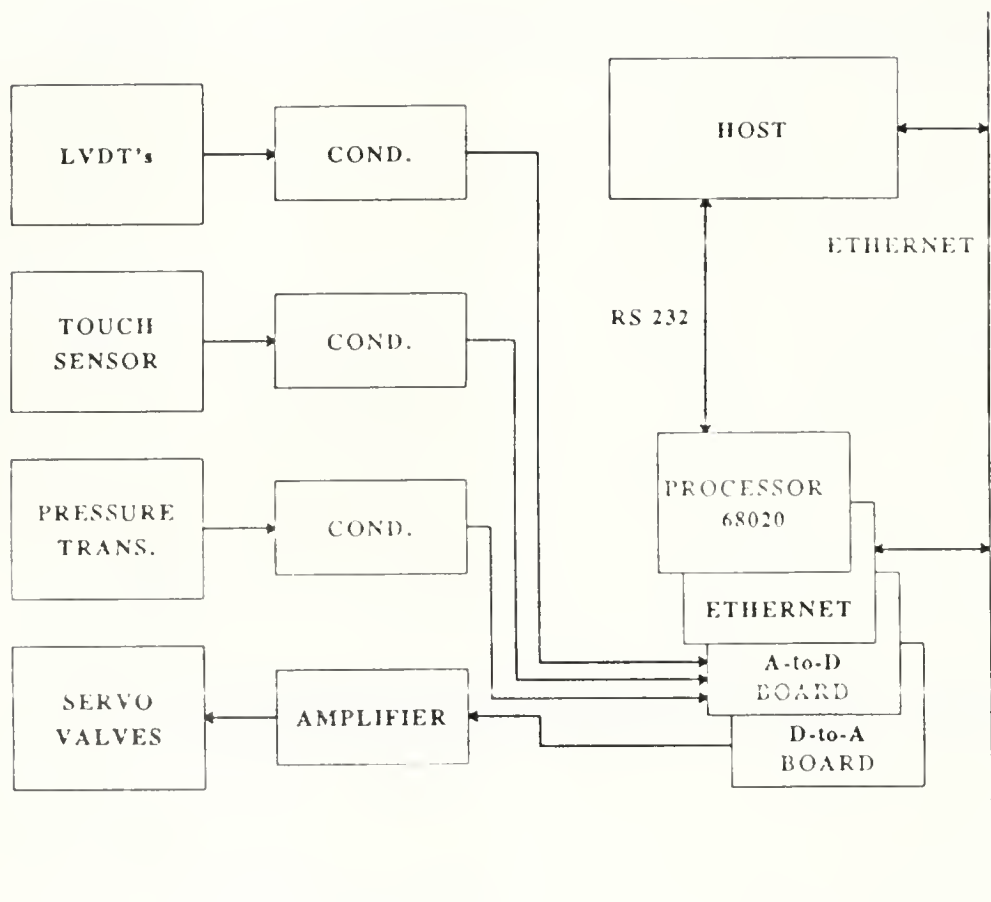 LVDT's
COND.
HOST
ETHERNET
TOUCH
SENSOR
COND.
RS 232
PRESSURE
TRANS.
COND.
PROCESSOR
68020
ETHERNET
A-to-D
BOARD
SERVO
VALVES
AMPLIFIER
D-to-A
BOARD